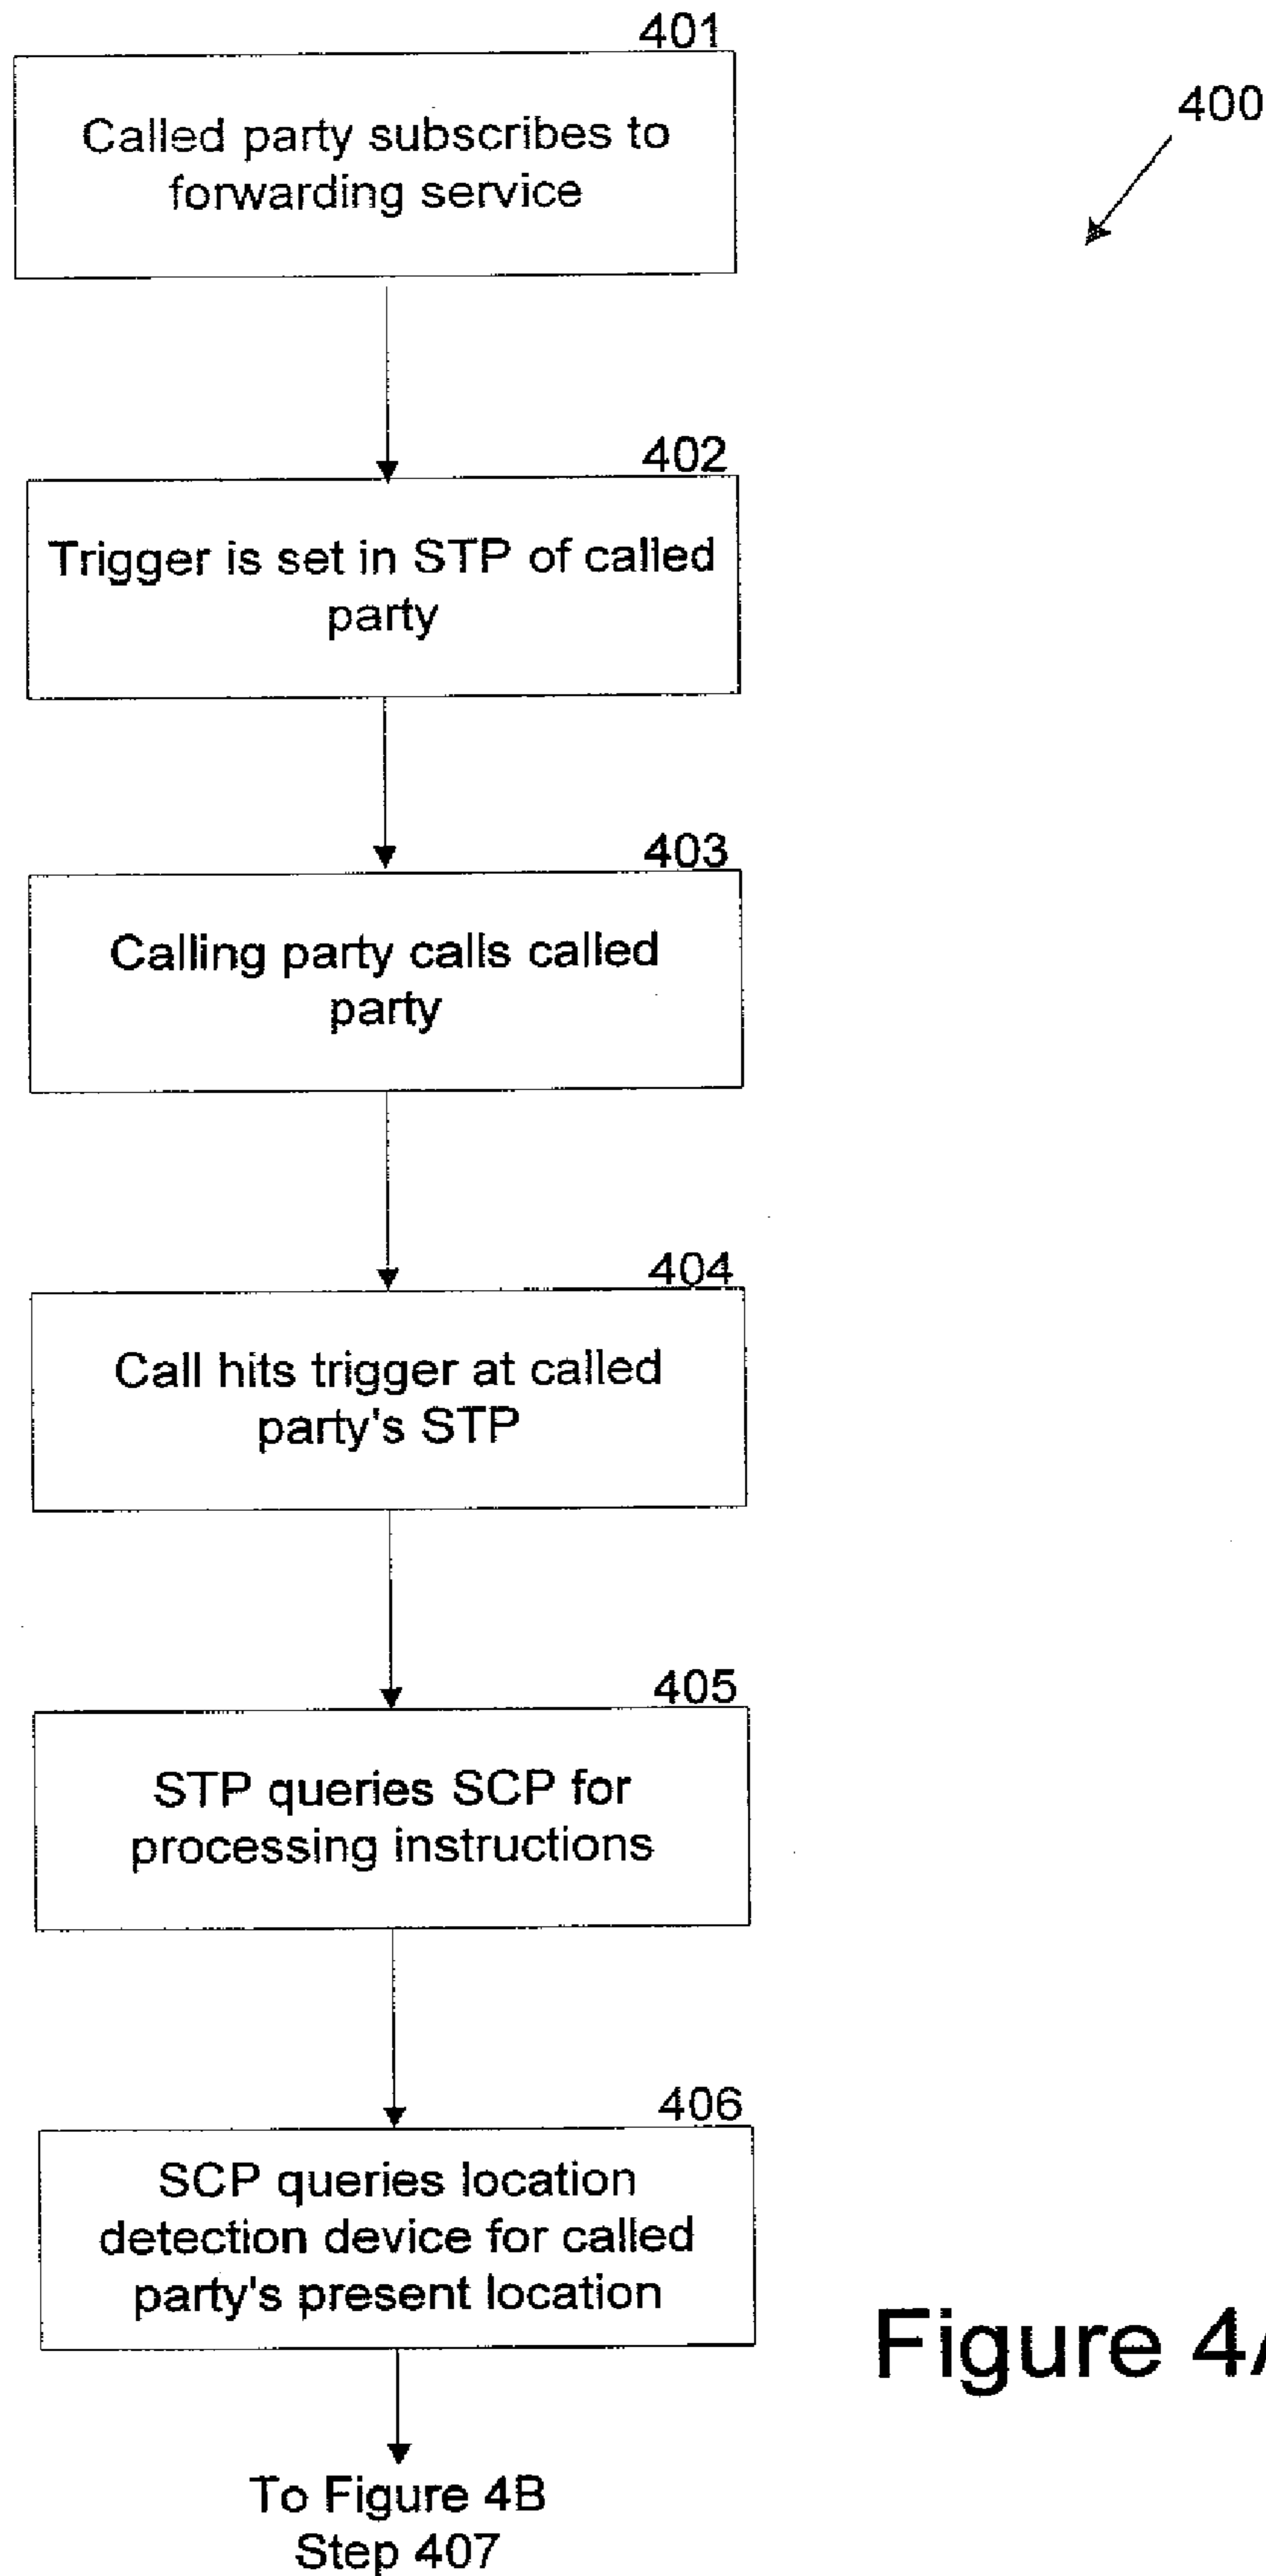 401
Called party subscribes to
forwarding service
400
402
Trigger is set in STP of called
party
403
Calling party calls called
party
404
Call hits trigger at called
party's STP
405
STP queries SCP for
processing instructions
406
SCP queries location
detection device for called
party's present location
Figure 4A
To Figure 4B
Step 407